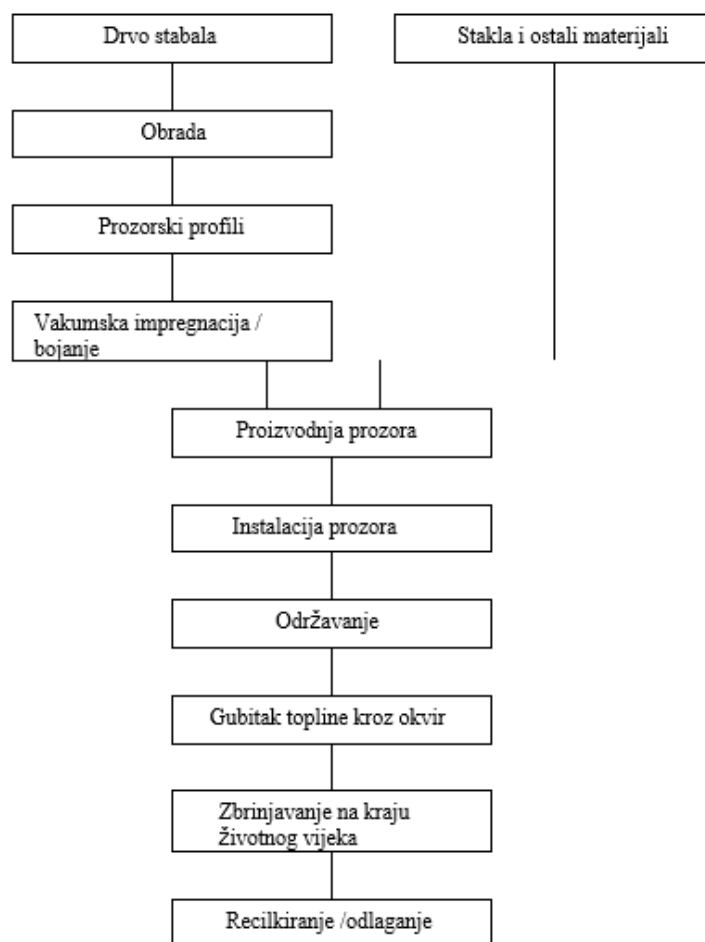 Drvo stabala
Stakla i ostali materijali
Obrada
Prozorski profili
Vakumska impregnacija /
bojanje
Proizvodnja prozora
Instalacija prozora
Održavanje
Gubitak topline kroz okvir
Zbrinjavanje na kraju
životnog vijeka
Recilkiranje /odlaganje